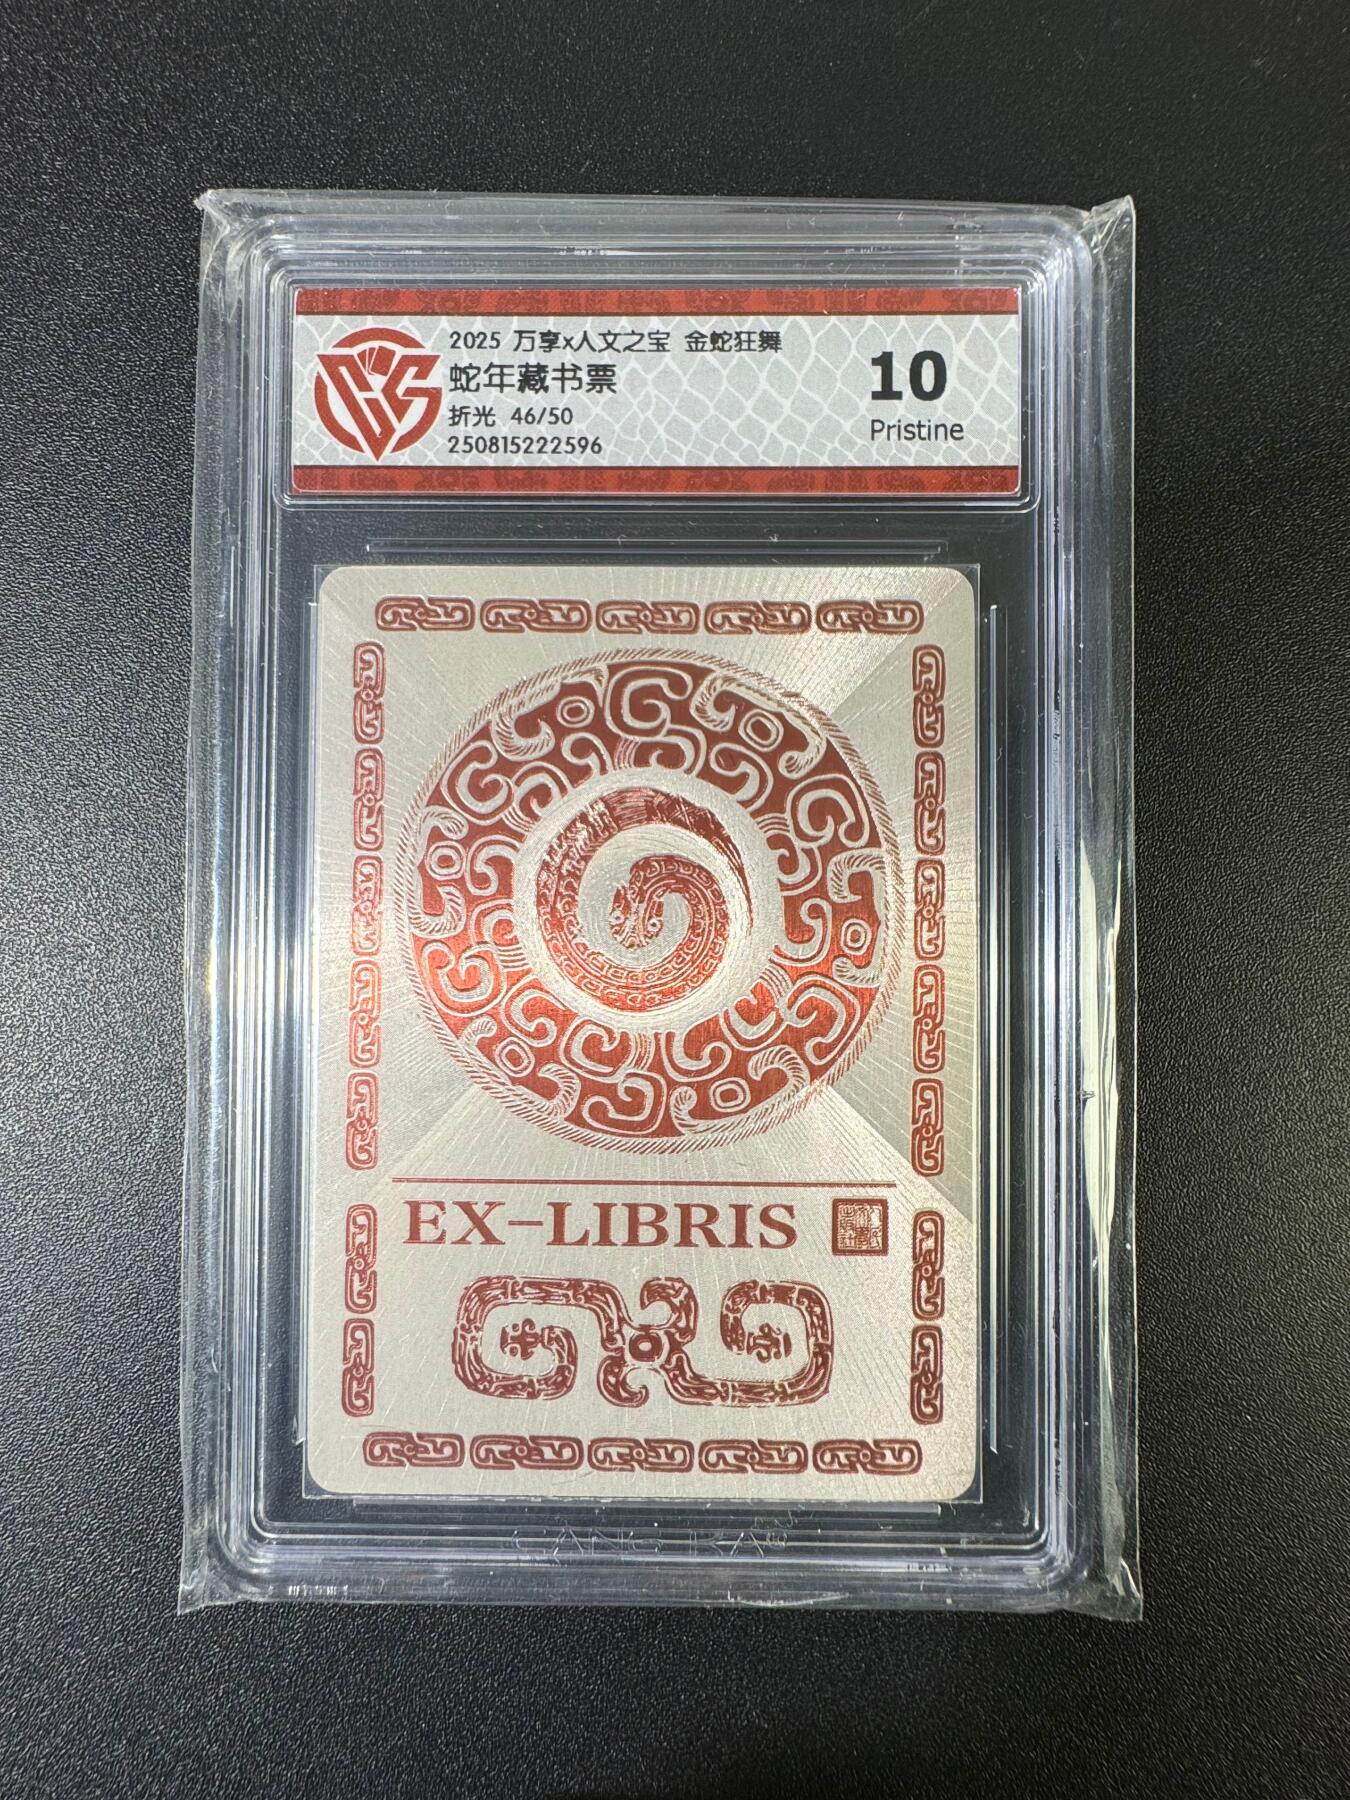 2025 万享x人文之宝 金蛇狂舞
蛇年藏书票
折光 46/50
250815222596
10
Pristine
EX-LIBRIS